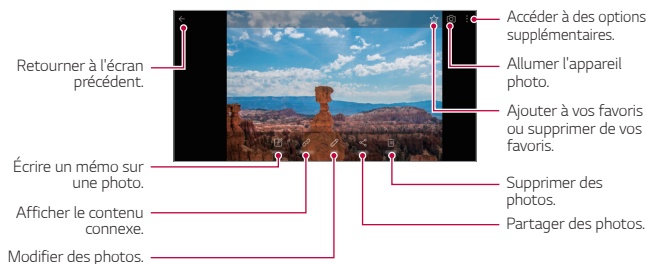 Retourner à l'écran
précédent.
Écrire un mémo sur
une photo.
Afficher le contenu
connexe.
Modifier des photos.
Accéder à des options
supplémentaires.
Allumer l'appareil
photo.
Ajouter à vos favoris
ou supprimer de vos
favoris.
Supprimer des
photos.
Partager des photos.